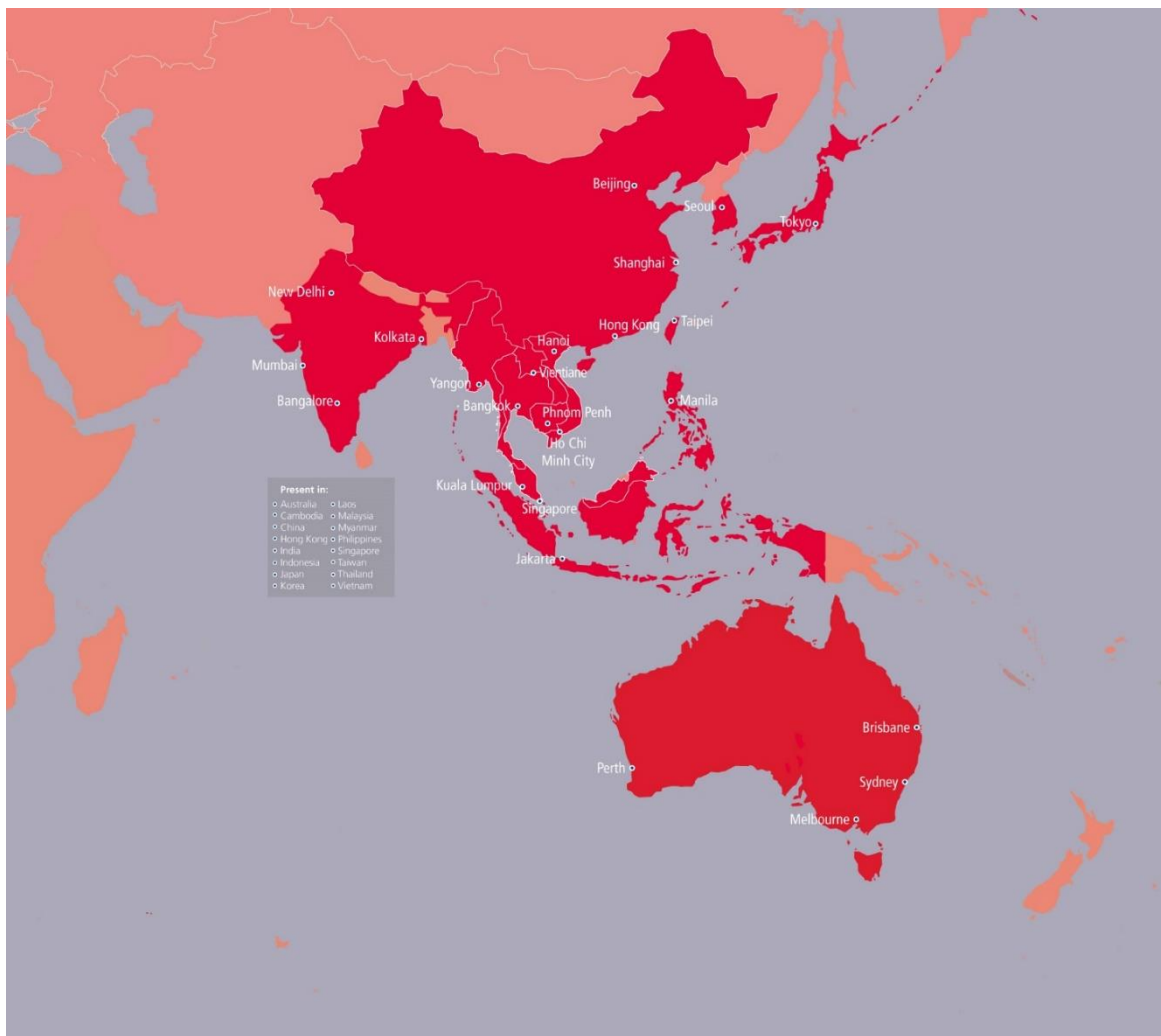 Beijing
Seoul
Tokyo
Shanghai
New Delhi
Hong Kong
Taipei
Kolkata
Hanoi
Mumbai
Vientiane
Yangon
Bangalore
Bangkok
Manila
Phnom Penh
Ho Chi
Minh City
Kuala Lumpur
Singapore
Jakarta
Present in:
Australia Laos
Cambodia Malaysia
China Myanmar
Hong Kong Philippines
India Singapore
Indonesa Taiwan
Japan Thailand
Korea Vietnam
Brisbane
Perth
Sydney
Melbourne